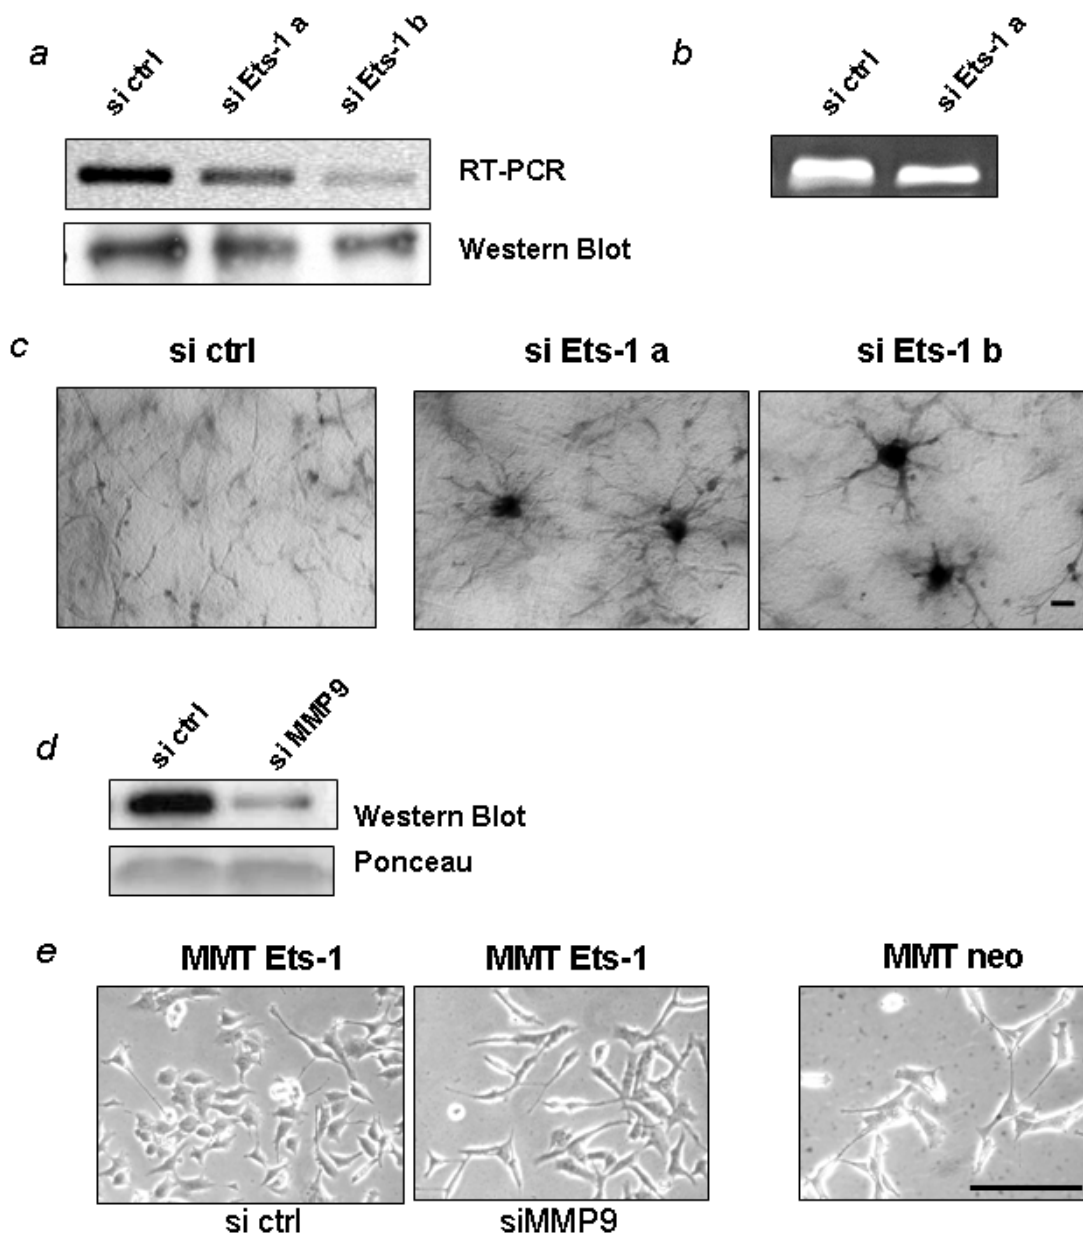 a
si ctrl
si Ets-1 a
si Ets-1 b
RT-PCR
Western Blot
b
si ctrl
si Ets-1 a
c
si ctrl
si Ets-1 a
si Ets-1 b
d
si ctrl
si MMP9
Western Blot
Ponceau
e
MMT Ets-1
MMT Ets-1
MMT neo
si ctrl
siMMP9